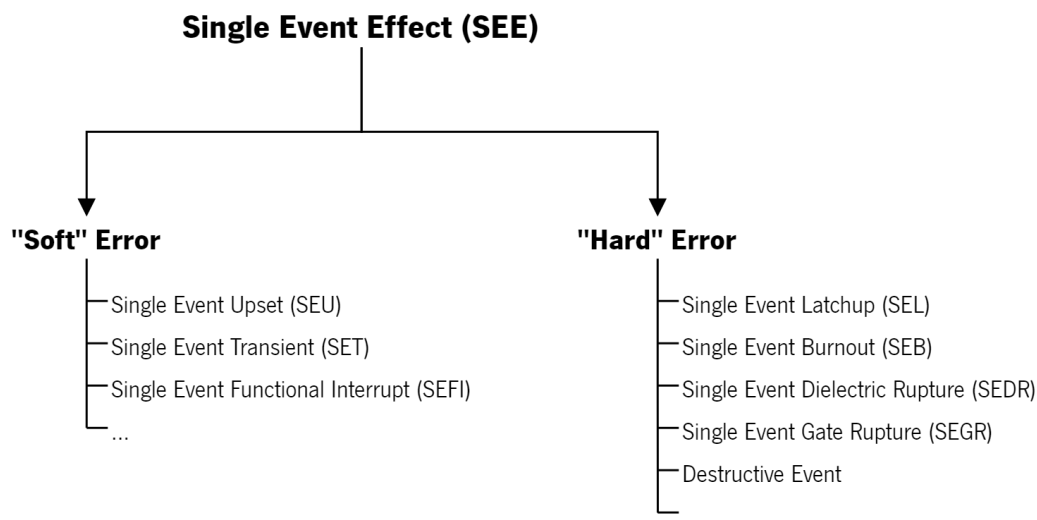 Single Event Effect (SEE)
"Soft" Error
Single Event Upset (SEU)
Single Event Transient (SET)
Single Event Functional Interrupt (SEFI)
...
"Hard" Error
Single Event Latchup (SEL)
Single Event Burnout (SEB)
Single Event Dielectric Rupture (SEDR)
Single Event Gate Rupture (SEGR)
Destructive Event